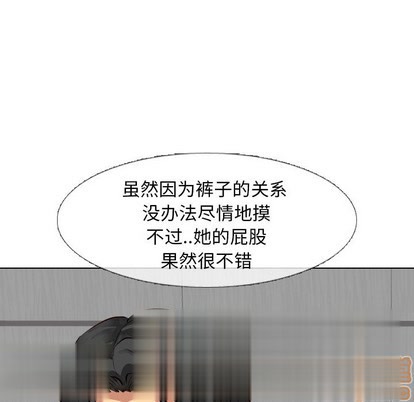 虽然因为裤子的关系
没办法尽情地摸
不过..她的屁股
果然很不错